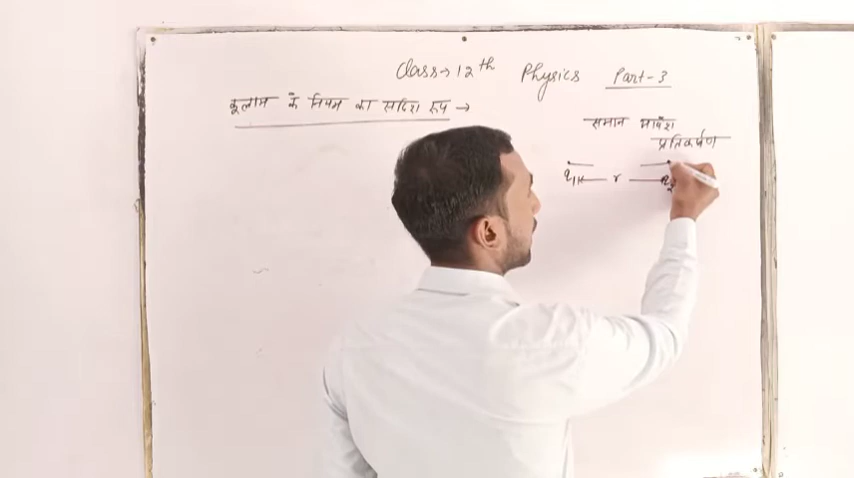 Class → 12th Physics Part-3
कूलाम के नियम का सदिश रूप →
समान आवेश
प्रतिकर्षण
q1 r q2